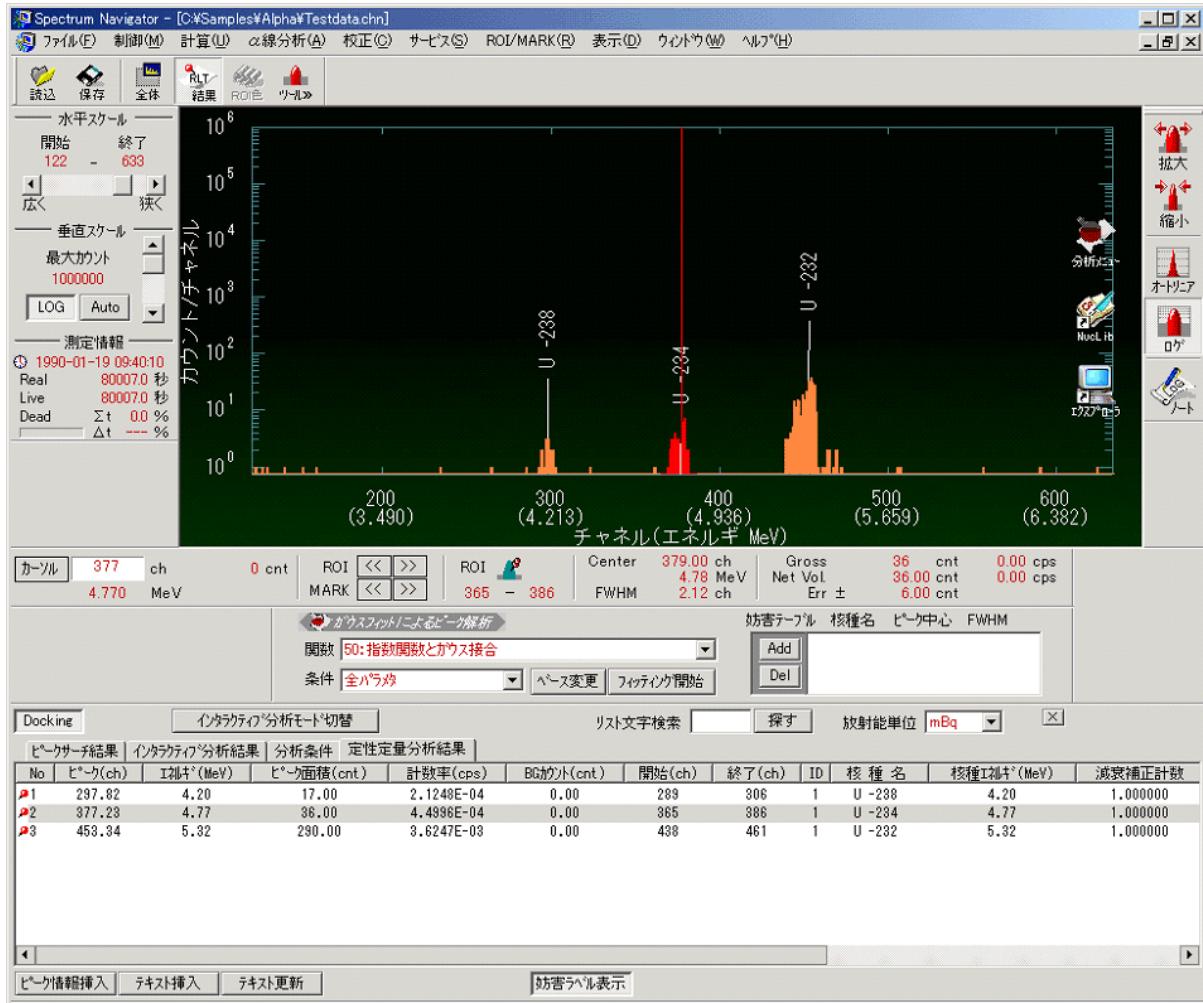 Spectrum Navigator - [C:¥Samples¥Alpha¥Testdata.chn]
ファイル(F) 制御(M) 計算(U) α線分析(A) 校正(C) サービス(S) ROI/MARK(R) 表示(D) ウィンドウ(W) ヘルプ(H)
読込 保存 全体 RLT 結果 ROI色 ツール≫
水平スケール
開始 終了
122 - 633
広く 狭く
垂直スケール
最大カウント
1000000
LOG Auto
測定情報
1990-01-19 09:40:10
Real 80007.0 秒
Live 80007.0 秒
Dead Σt 0.0 %
Δt --- %
カウント/チャネル
10^6
10^5
10^4
10^3
10^2
10^1
10^0
U -238
U -234
U -232
200 300 400 500 600
(3.490) (4.213) (4.936) (5.659) (6.382)
チャネル(エネルギ MeV)
分析メニュー
NucLib
エクスプローラ
拡大
縮小
オートリニア
ログ
ノート
カーソル 377 ch 0 cnt
4.770 MeV
ROI << >>
MARK << >>
ROI
365 - 386
Center 379.00 ch
4.78 MeV
FWHM 2.12 ch
Gross 36 cnt 0.00 cps
Net Vol. 36.00 cnt 0.00 cps
Err ± 6.00 cnt
ガウスフィットによるピーク解析
関数 50:指数関数とガウス接合
条件 全パラメタ ベース変更 フィッティング開始
妨害テーブル 核種名 ピーク中心 FWHM
Add
Del
Docking インタラクティブ分析モード切替 リスト文字検索 探す 放射能単位 mBq
ピークサーチ結果 インタラクティブ分析結果 分析条件 定性定量分析結果
No ピーク(ch) エネルギ(MeV) ピーク面積(cnt) 計数率(cps) BGカウント(cnt) 開始(ch) 終了(ch) ID 核種名 核種エネルギ(MeV) 減衰補正計数
1 297.82 4.20 17.00 2.1248E-04 0.00 289 306 1 U -238 4.20 1.000000
2 377.23 4.77 36.00 4.4996E-04 0.00 365 386 1 U -234 4.77 1.000000
3 453.34 5.32 290.00 3.6247E-03 0.00 438 461 1 U -232 5.32 1.000000
ピーク情報挿入 テキスト挿入 テキスト更新 妨害ラベル表示